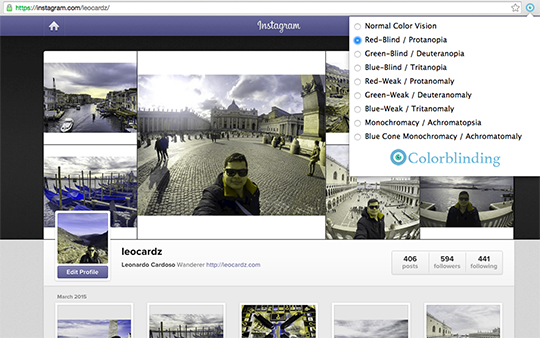 https://instagram.com/leocardz/
Instagram
Normal Color Vision
Red-Blind / Protanopia
Green-Blind / Deuteranopia
Blue-Blind / Tritanopia
Red-Weak / Protanomaly
Green-Weak / Deuteranomaly
Blue-Weak / Tritanomaly
Monochromacy / Achromatopsia
Blue Cone Monochromacy / Achromatomaly
Colorblinding
Edit Profile
leocardz
Leonardo Cardoso Wanderer http://leocardz.com
406 594 441
posts followers following
March 2015